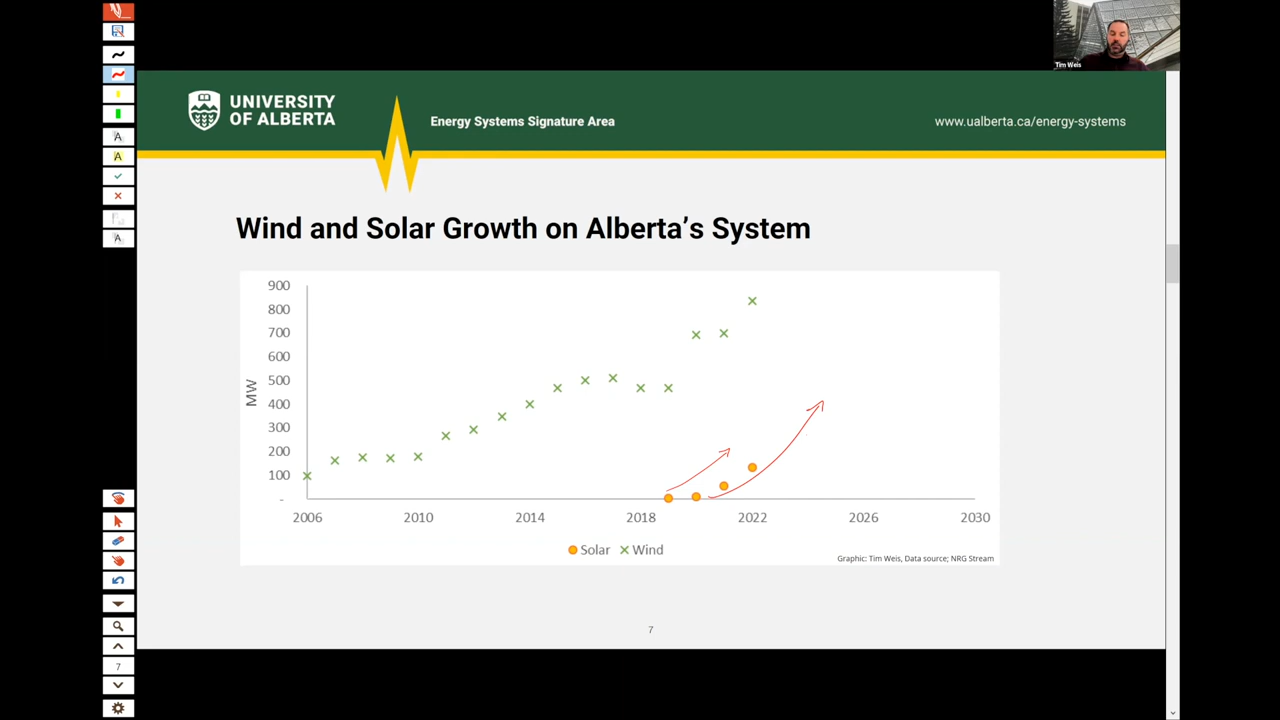 Tim Weis
UNIVERSITY
OF ALBERTA
Energy Systems Signature Area
www.ualberta.ca/energy-systems
Wind and Solar Growth on Alberta's System
900
800
700
600
500
400
300
200
100
-
MW
2006 2010 2014 2018 2022 2026 2030
Solar Wind
Graphic: Tim Weis, Data source; NRG Stream
7
A
A
A
7